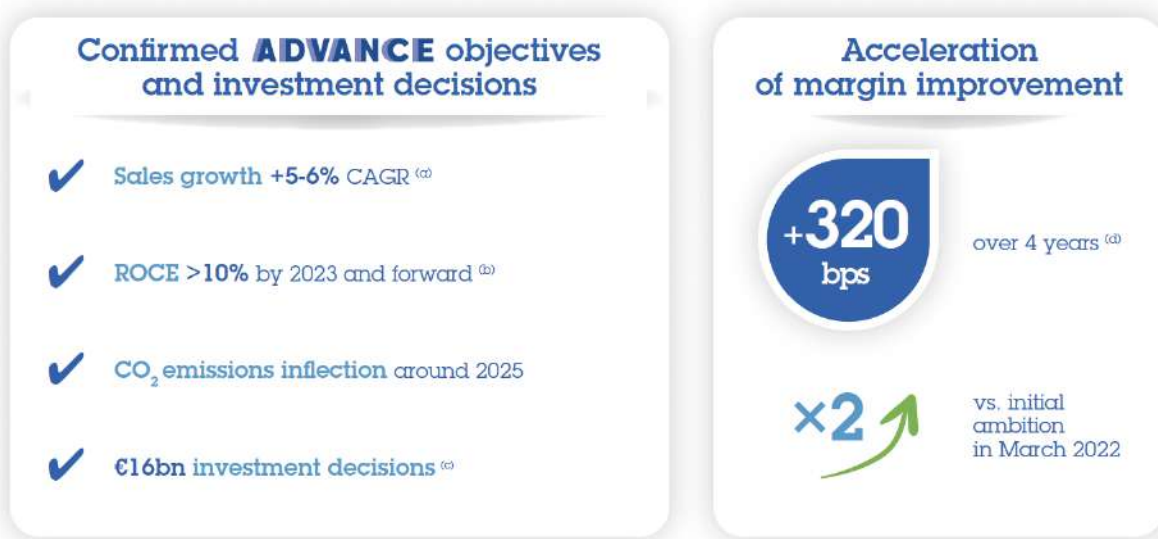 Confirmed ADVANCE objectives
and investment decisions
✔ Sales growth +5-6% CAGR (a)
✔ ROCE >10% by 2023 and forward (b)
✔ CO₂ emissions inflection around 2025
✔ €16bn investment decisions (c)
Acceleration
of margin improvement
+320
bps
over 4 years (d)
×2
vs. initial
ambition
in March 2022